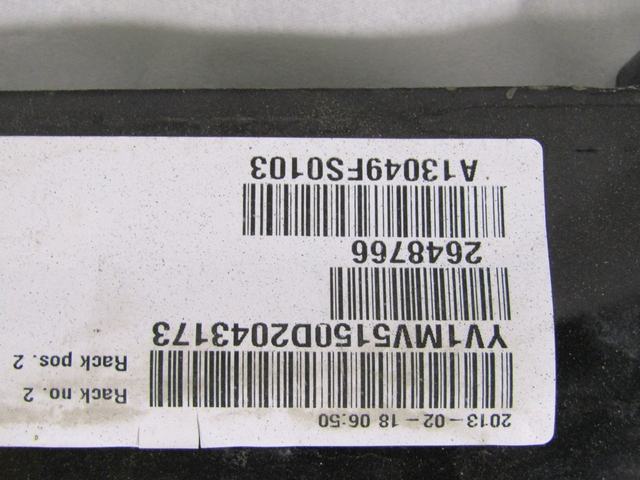 2013-02-18 06:50
Rack no. 2
Rack pos. 2
YV1MV5150D2043173
2648766
A13049FS0103